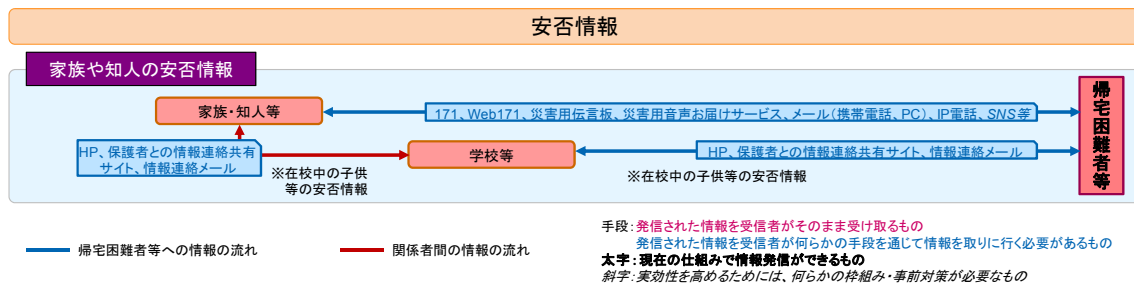 安否情報
家族や知人の安否情報
家族・知人等
171、Web171、災害用伝言板、災害用音声お届けサービス、メール（携帯電話、PC）、IP電話、SNS等
帰宅困難者等
HP、保護者との情報連絡共有
サイト、情報連絡メール
学校等
HP、保護者との情報連絡共有サイト、情報連絡メール
※在校中の子供
等の安否情報
※在校中の子供等の安否情報
帰宅困難者等への情報の流れ
関係者間の情報の流れ
手段：発信された情報を受信者がそのまま受け取るもの
発信された情報を受信者が何らかの手段を通じて情報を取りに行く必要があるもの
太字：現在の仕組みで情報発信ができるもの
斜字：実効性を高めるためには、何らかの枠組み・事前対策が必要なもの